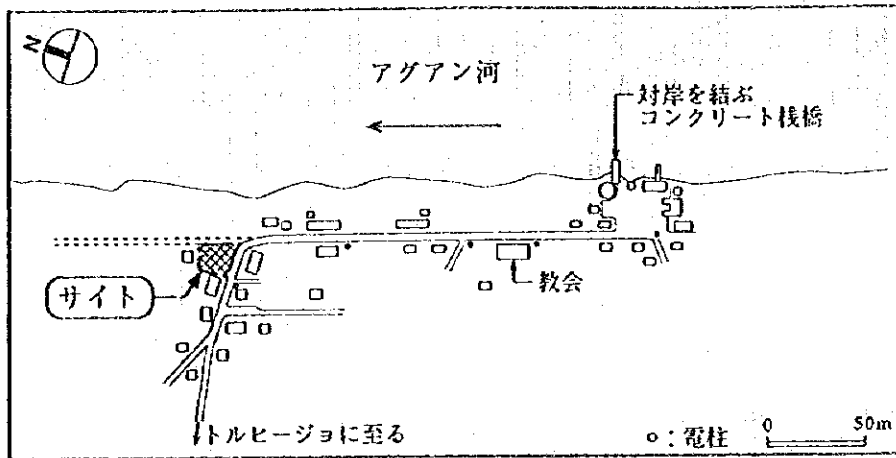 N
アグアン河
対岸を結ぶ
コンクリート桟橋
教会
サイト
トルヒージョに至る
o:電柱
0 50m